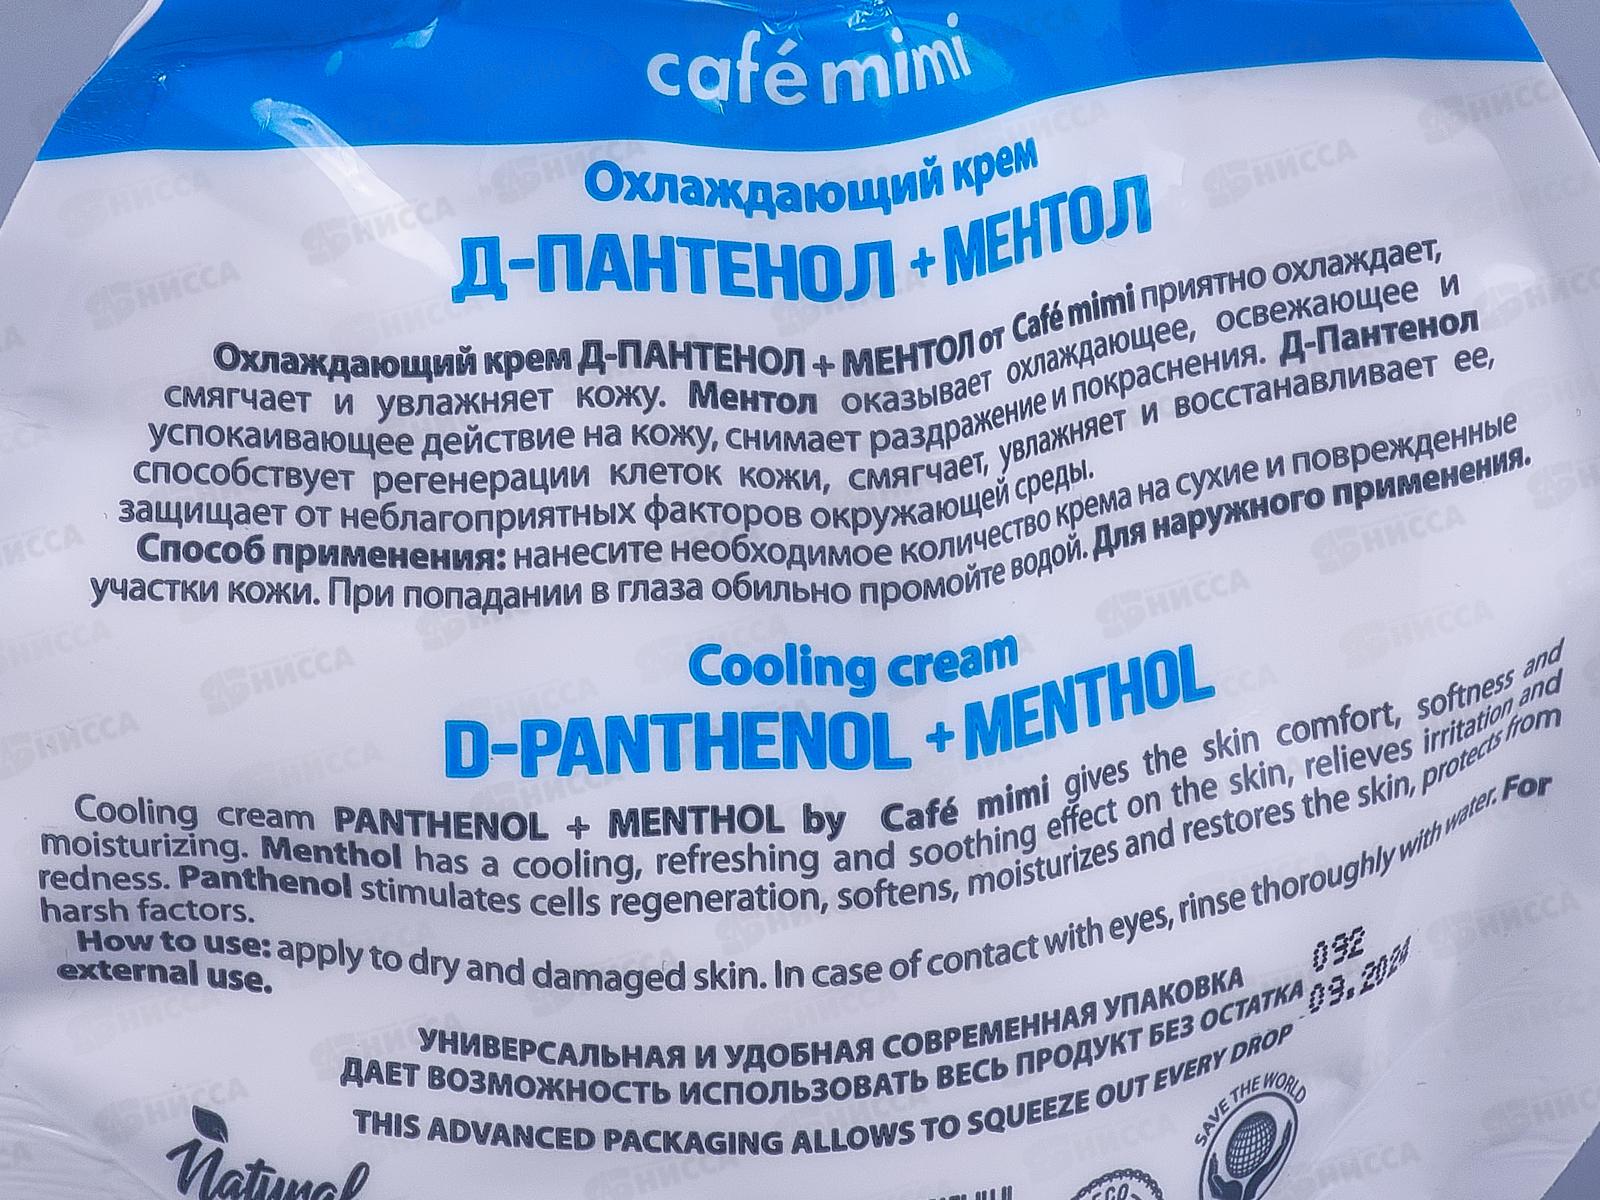 café mimi
Охлаждающий крем
Д-ПАНТЕНОЛ + МЕНТОЛ
Охлаждающий крем Д-ПАНТЕНОЛ + МЕНТОЛ от Café mimi приятно охлаждает,
смягчает и увлажняет кожу. Ментол оказывает охлаждающее, освежающее и
успокаивающее действие на кожу, снимает раздражение и покраснения. Д-Пантенол
способствует регенерации клеток кожи, смягчает, увлажняет и восстанавливает ее,
защищает от неблагоприятных факторов окружающей среды.
Способ применения: нанесите необходимое количество крема на сухие и поврежденные
участки кожи. При попадании в глаза обильно промойте водой. Для наружного применения.
Cooling cream
D-PANTHENOL + MENTHOL
Cooling cream PANTHENOL + MENTHOL by Café mimi gives the skin comfort, softness and
moisturizing. Menthol has a cooling, refreshing and soothing effect on the skin, relieves irritation and
redness. Panthenol stimulates cells regeneration, softens, moisturizes and restores the skin, protects from
harsh factors.
How to use: apply to dry and damaged skin. In case of contact with eyes, rinse thoroughly with water. For
external use.
092
09.2024
УНИВЕРСАЛЬНАЯ И УДОБНАЯ СОВРЕМЕННАЯ УПАКОВКА
ДАЕТ ВОЗМОЖНОСТЬ ИСПОЛЬЗОВАТЬ ВЕСЬ ПРОДУКТ БЕЗ ОСТАТКА
THIS ADVANCED PACKAGING ALLOWS TO SQUEEZE OUT EVERY DROP
SAVE THE WORLD
Natural
ECO
НИССА